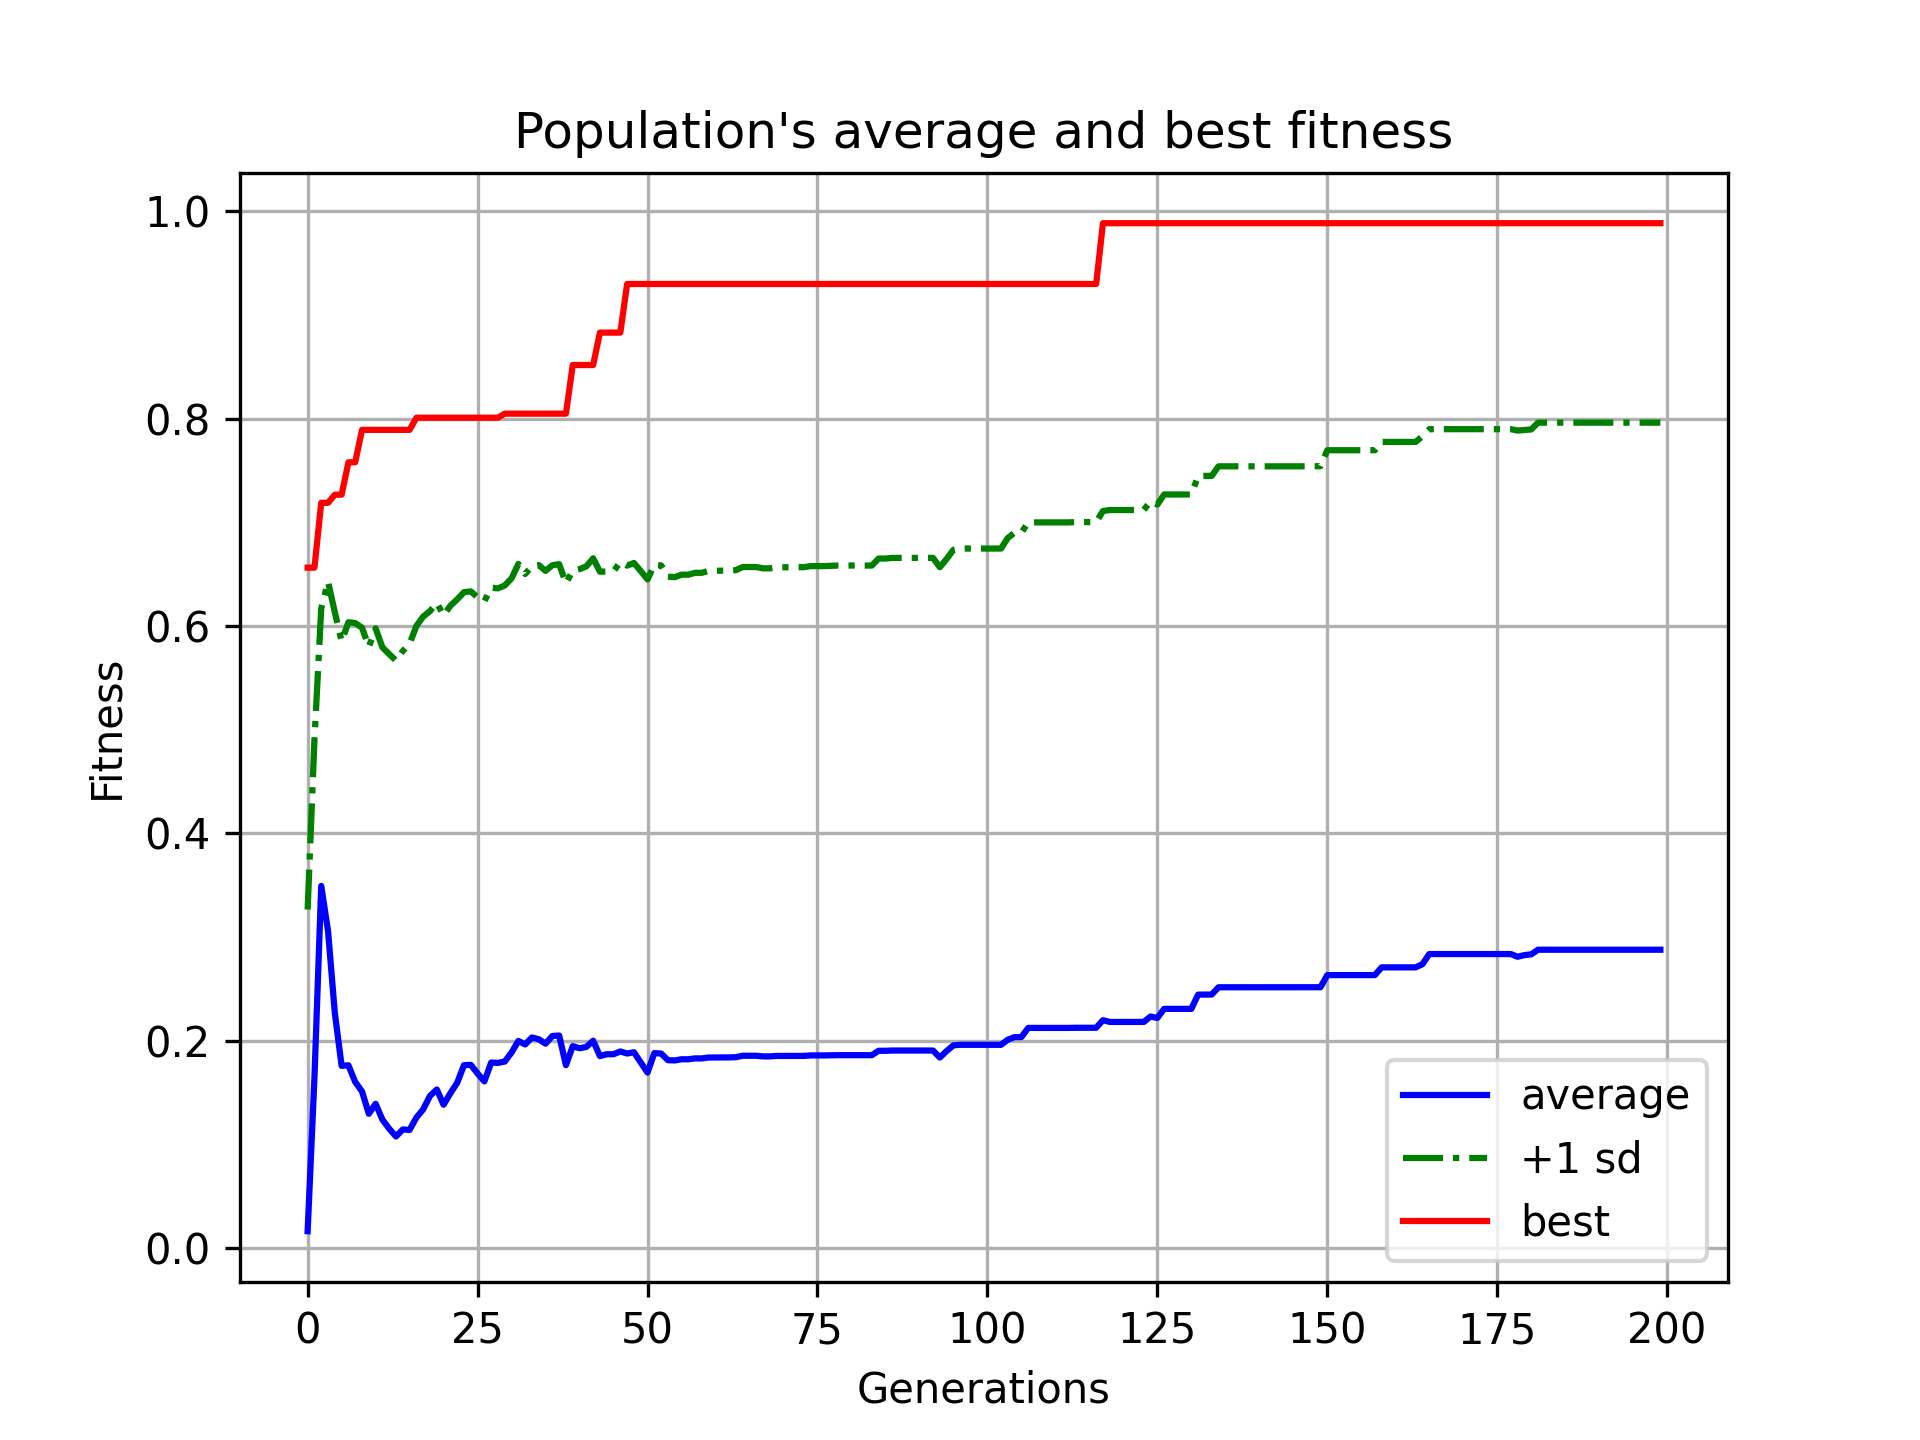 Population's average and best fitness
1.0
0.8
0.6
0.4
0.2
0.0
Fitness
0 25 50 75 100 125 150 175 200
Generations
average
+1 sd
best